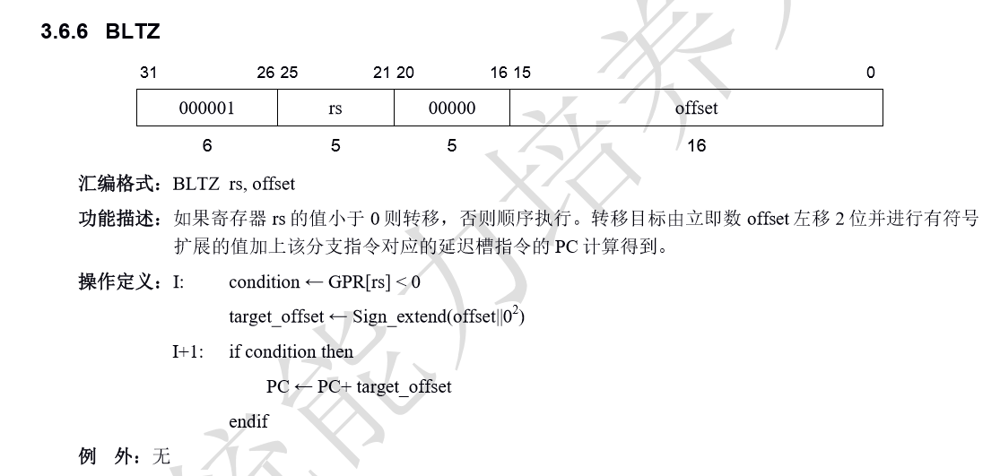 3.6.6 BLTZ
31 26 25 21 20 16 15 0
000001 rs 00000 offset
6 5 5 16
汇编格式：BLTZ rs, offset
功能描述：如果寄存器 rs 的值小于 0 则转移，否则顺序执行。转移目标由立即数 offset 左移 2 位并进行有符号
扩展的值加上该分支指令对应的延迟槽指令的 PC 计算得到。
操作定义：I: condition ← GPR[rs] < 0
target_offset ← Sign_extend(offset||0²)
I+1: if condition then
PC ← PC+ target_offset
endif
例 外：无
能力培养